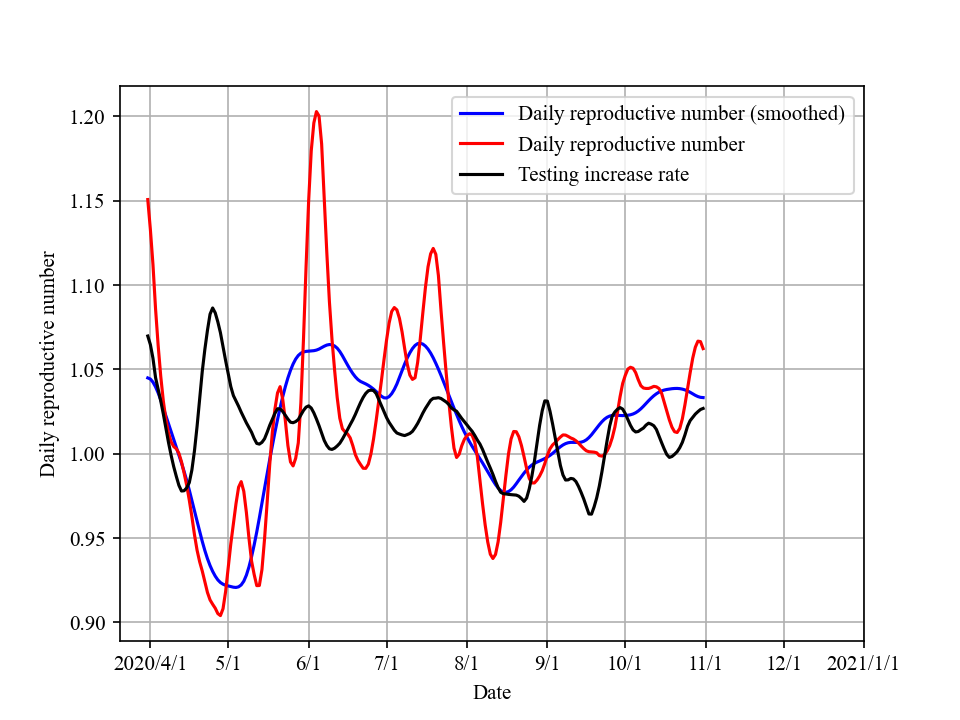 Daily reproductive number (smoothed)
Daily reproductive number
Testing increase rate
Daily reproductive number
1.20
1.15
1.10
1.05
1.00
0.95
0.90
2020/4/1 5/1 6/1 7/1 8/1 9/1 10/1 11/1 12/1 2021/1/1
Date